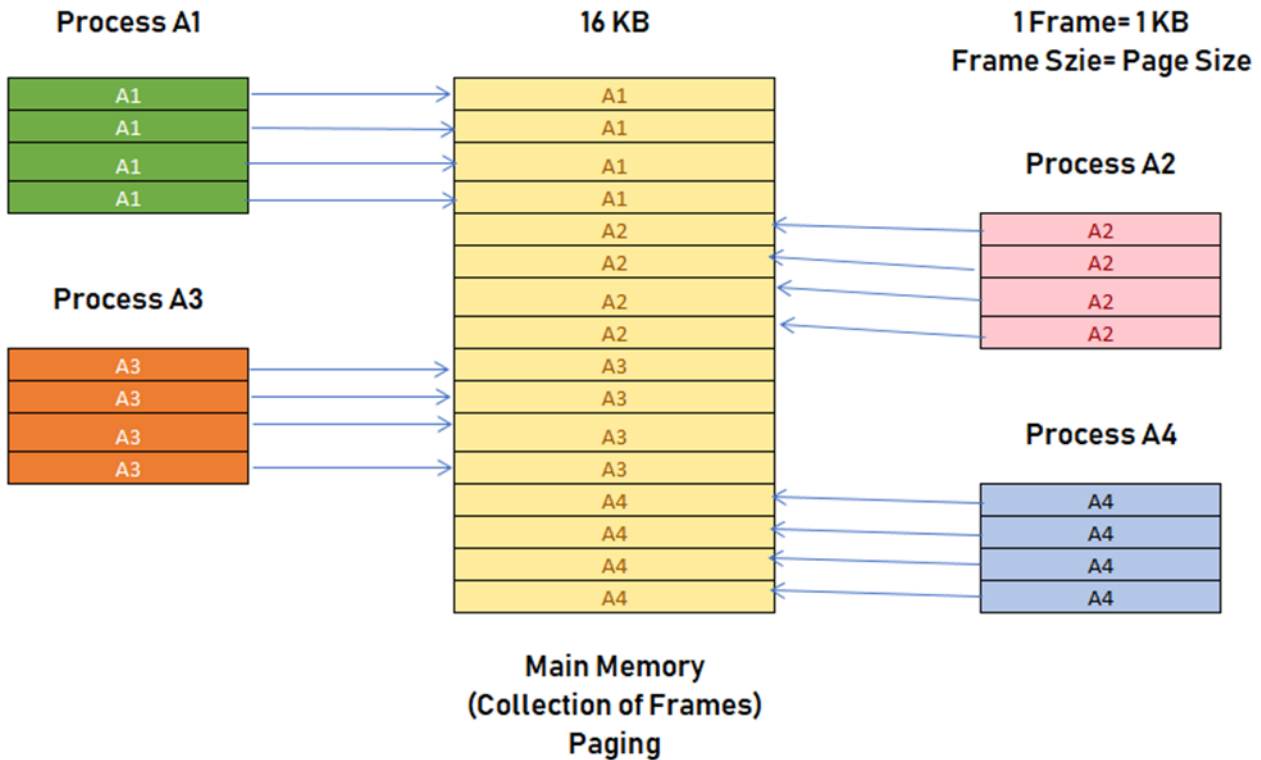 Process A1
16 KB
1 Frame= 1 KB
Frame Szie= Page Size
A1
A1
A1
A1
A1
A1
A1
A1
A2
A2
A2
A2
A3
A3
A3
A3
A4
A4
A4
A4
Process A2
A2
A2
A2
A2
Process A3
A3
A3
A3
A3
Process A4
A4
A4
A4
A4
Main Memory
(Collection of Frames)
Paging